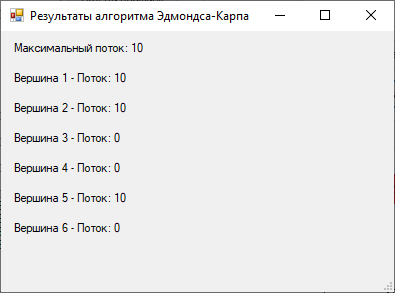 Результаты алгоритма Эдмондса-Карпа
Максимальный поток: 10
Вершина 1 - Поток: 10
Вершина 2 - Поток: 10
Вершина 3 - Поток: 0
Вершина 4 - Поток: 0
Вершина 5 - Поток: 10
Вершина 6 - Поток: 0